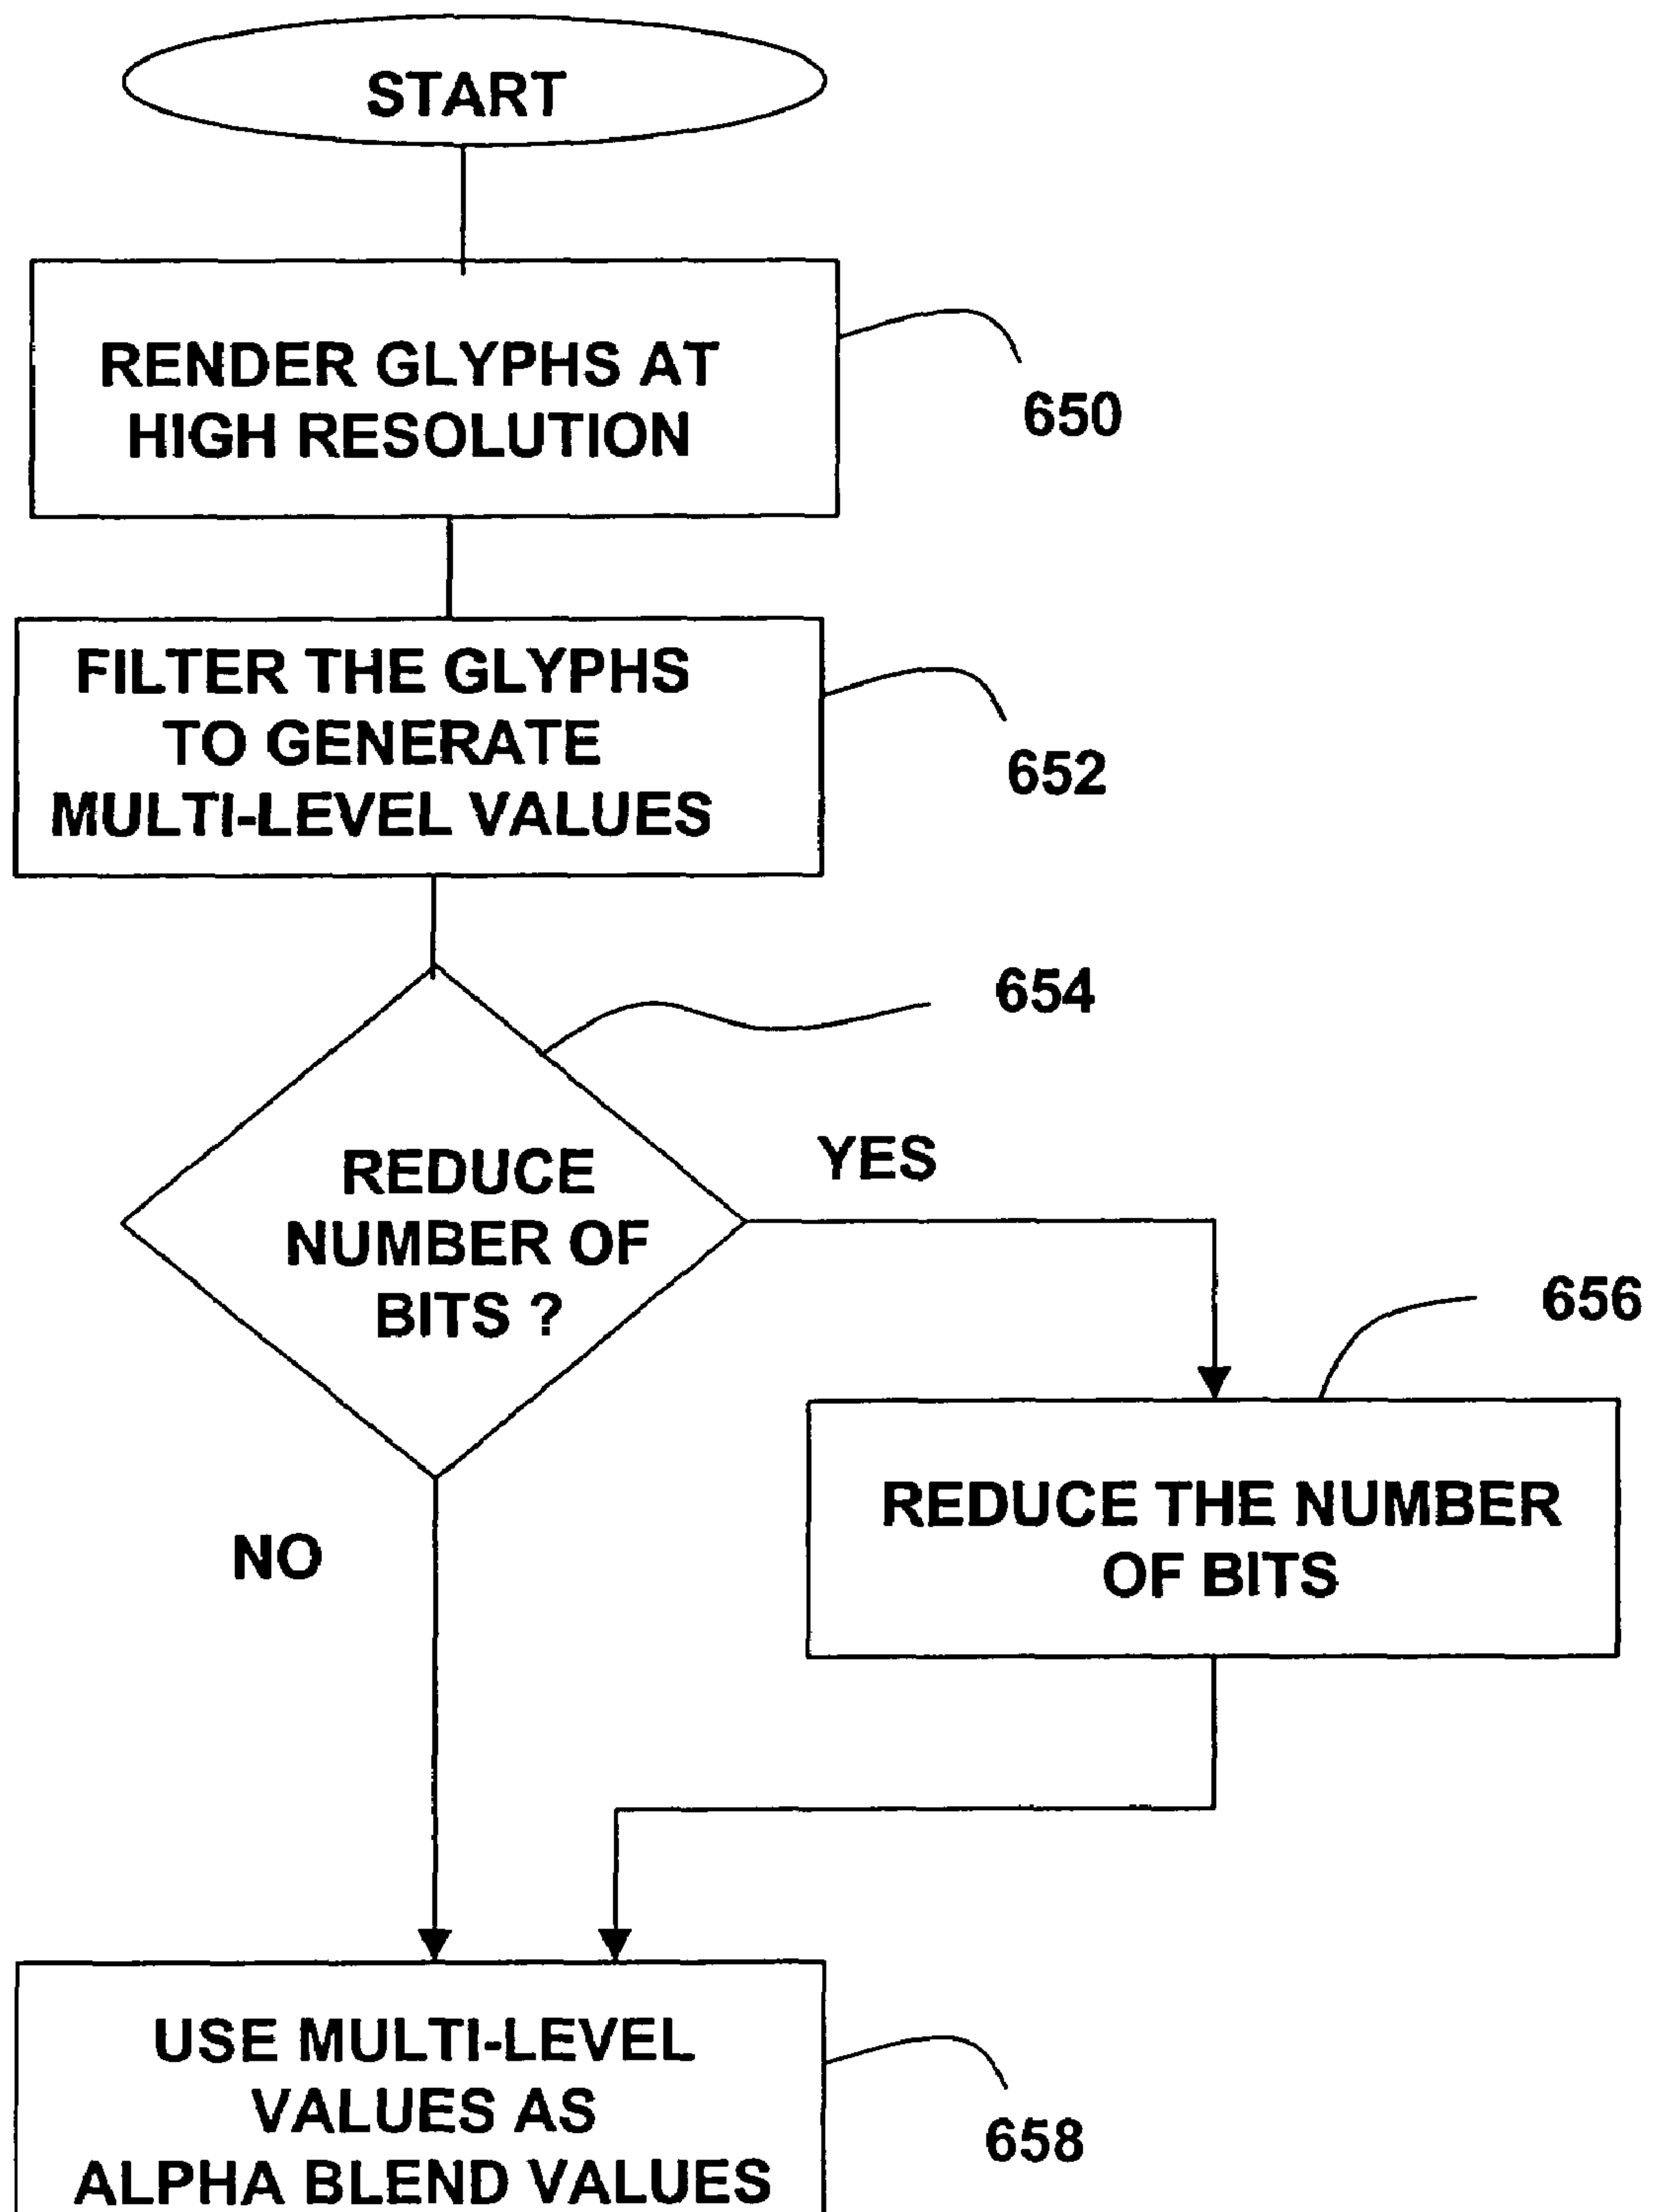 START
RENDER GLYPHS AT
HIGH RESOLUTION
650
FILTER THE GLYPHS
TO GENERATE
MULTI-LEVEL VALUES
652
654
REDUCE
NUMBER OF
BITS ?
YES
656
REDUCE THE NUMBER
OF BITS
NO
USE MULTI-LEVEL
VALUES AS
ALPHA BLEND VALUES
658